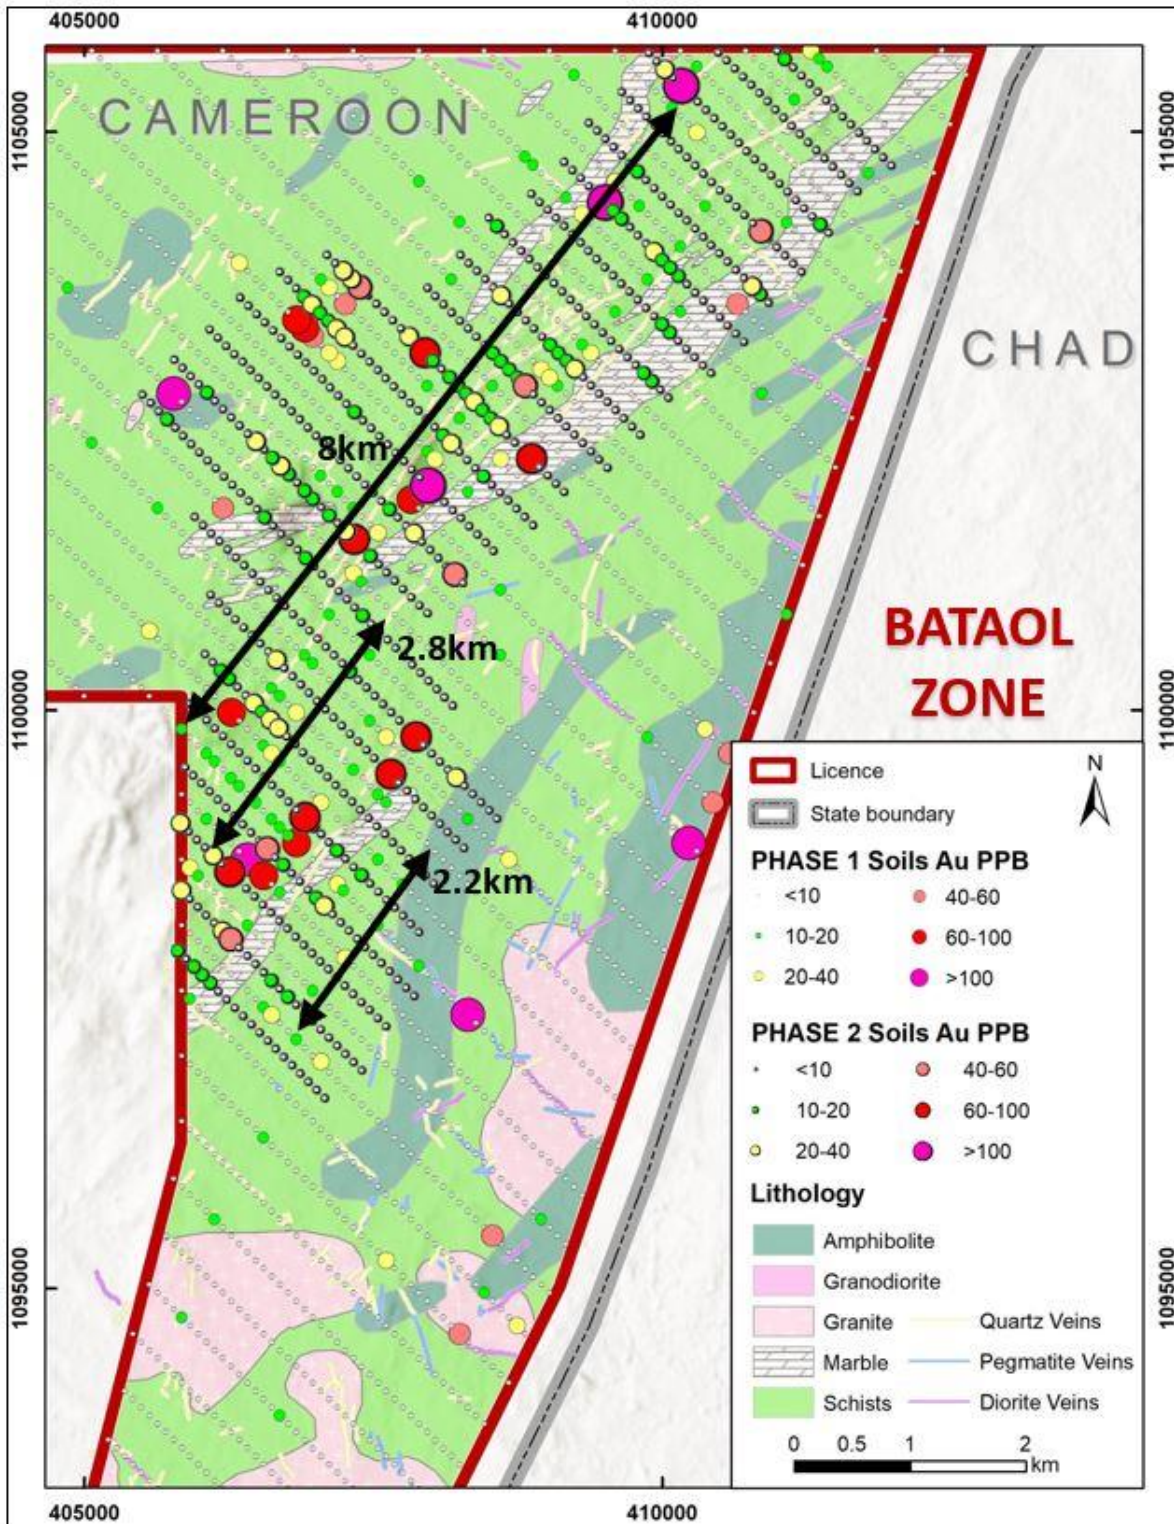 405000 410000
CAMEROON
1105000 1105000
CHAD
8km
2.8km
BATAOL
ZONE
1100000 1100000
2.2km
Licence
N
State boundary
PHASE 1 Soils Au PPB
<10 40-60
10-20 60-100
20-40 >100
PHASE 2 Soils Au PPB
<10 40-60
10-20 60-100
20-40 >100
Lithology
Amphibolite
Granodiorite
1095000 1095000
Granite Quartz Veins
Marble Pegmatite Veins
Schists Diorite Veins
0 0.5 1 2
km
405000 410000